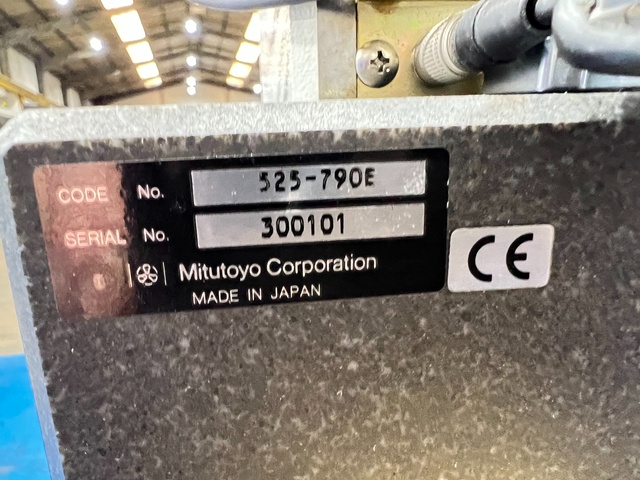 CODE No. 525-790E
SERIAL No. 300101
Mitutoyo Corporation
MADE IN JAPAN
CE